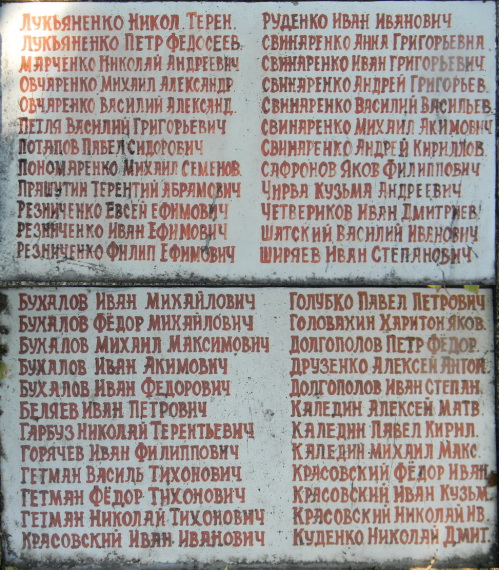 ЛУКЬЯНЕНКО НИКОЛ. ТЕРЕН.
ЛУКЬЯНЕНКО ПЕТР ФЕДОСЕЕВ.
МАРЧЕНКО НИКОЛАЙ АНДРЕЕВИЧ
ОВЧАРЕНКО МИХАИЛ АЛЕКСАНДР.
ОВЧАРЕНКО ВАСИЛИЙ АЛЕКСАНД.
ПЕТЛЯ ВАСИЛИЙ ГРИГОРЬЕВИЧ
ПОТАПОВ ПАВЕЛ СИДОРОВИЧ
ПОНОМАРЕНКО МИХАИЛ СЕМЕНОВ.
ПРАШУТИН ТЕРЕНТИЙ АБРАМОВИЧ
РЕЗНИЧЕНКО ЕВСЕЙ ЕФИМОВИЧ
РЕЗНИЧЕНКО ИВАН ЕФИМОВИЧ
РЕЗНИЧЕНКО ФИЛИП ЕФИМОВИЧ
РУДЕНКО ИВАН ИВАНОВИЧ
СВИНАРЕНКО АННА ГРИГОРЬЕВНА
СВИНАРЕНКО ИВАН ГРИГОРЬЕВИЧ.
СВИНАРЕНКО АНДРЕЙ ГРИГОРЬЕВ.
СВИНАРЕНКО ВАСИЛИЙ ВАСИЛЬЕВ.
СВИНАРЕНКО МИХАИЛ АКИМОВИЧ
СВИНАРЕНКО АНДРЕЙ КИРИЛЛОВ.
САФРОНОВ ЯКОВ ФИЛИППОВИЧ
ЧИРВА КУЗЬМА АНДРЕЕВИЧ
ЧЕТВЕРИКОВ ИВАН ДМИТРИЕВ.
ШАТСКИЙ ВАСИЛИЙ ИВАНОВИЧ
ШИРЯЕВ ИВАН СТЕПАНОВИЧ
БУХАЛОВ ИВАН МИХАЙЛОВИЧ
БУХАЛОВ ФЁДОР МИХАЙЛОВИЧ
БУХАЛОВ МИХАИЛ МАКСИМОВИЧ
БУХАЛОВ ИВАН АКИМОВИЧ
БУХАЛОВ ИВАН ФЕДОРОВИЧ
БЕЛЯЕВ ИВАН ПЕТРОВИЧ
ГАРБУЗ НИКОЛАЙ ТЕРЕНТЬЕВИЧ
ГОРЯЧЕВ ИВАН ФИЛИППОВИЧ
ГЕТМАН ВАСИЛЬ ТИХОНОВИЧ
ГЕТМАН ФЁДОР ТИХОНОВИЧ
ГЕТМАН НИКОЛАЙ ТИХОНОВИЧ
КРАСОВСКИЙ ИВАН ИВАНОВИЧ
ГОЛУБКО ПАВЕЛ ПЕТРОВИЧ
ГОЛОВАХИН ХАРИТОН ЯКОВ.
ДОЛГОПОЛОВ ПЕТР ФЁДОР.
ДРУЗЕНКО АЛЕКСЕЙ АНТОН.
ДОЛГОПОЛОВ ИВАН СТЕПАН.
КАЛЕДИН АЛЕКСЕЙ МАТВ.
КАЛЕДИН ПАВЕЛ КИРИЛ.
КАЛЕДИН МИХАИЛ МАКС.
КРАСОВСКИЙ ФЁДОР ИВАН.
КРАСОВСКИЙ ИВАН КУЗЬМ.
КРАСОВСКИЙ НИКОЛАЙ ИВ.
КУДЕНКО НИКОЛАЙ ДМИТ.